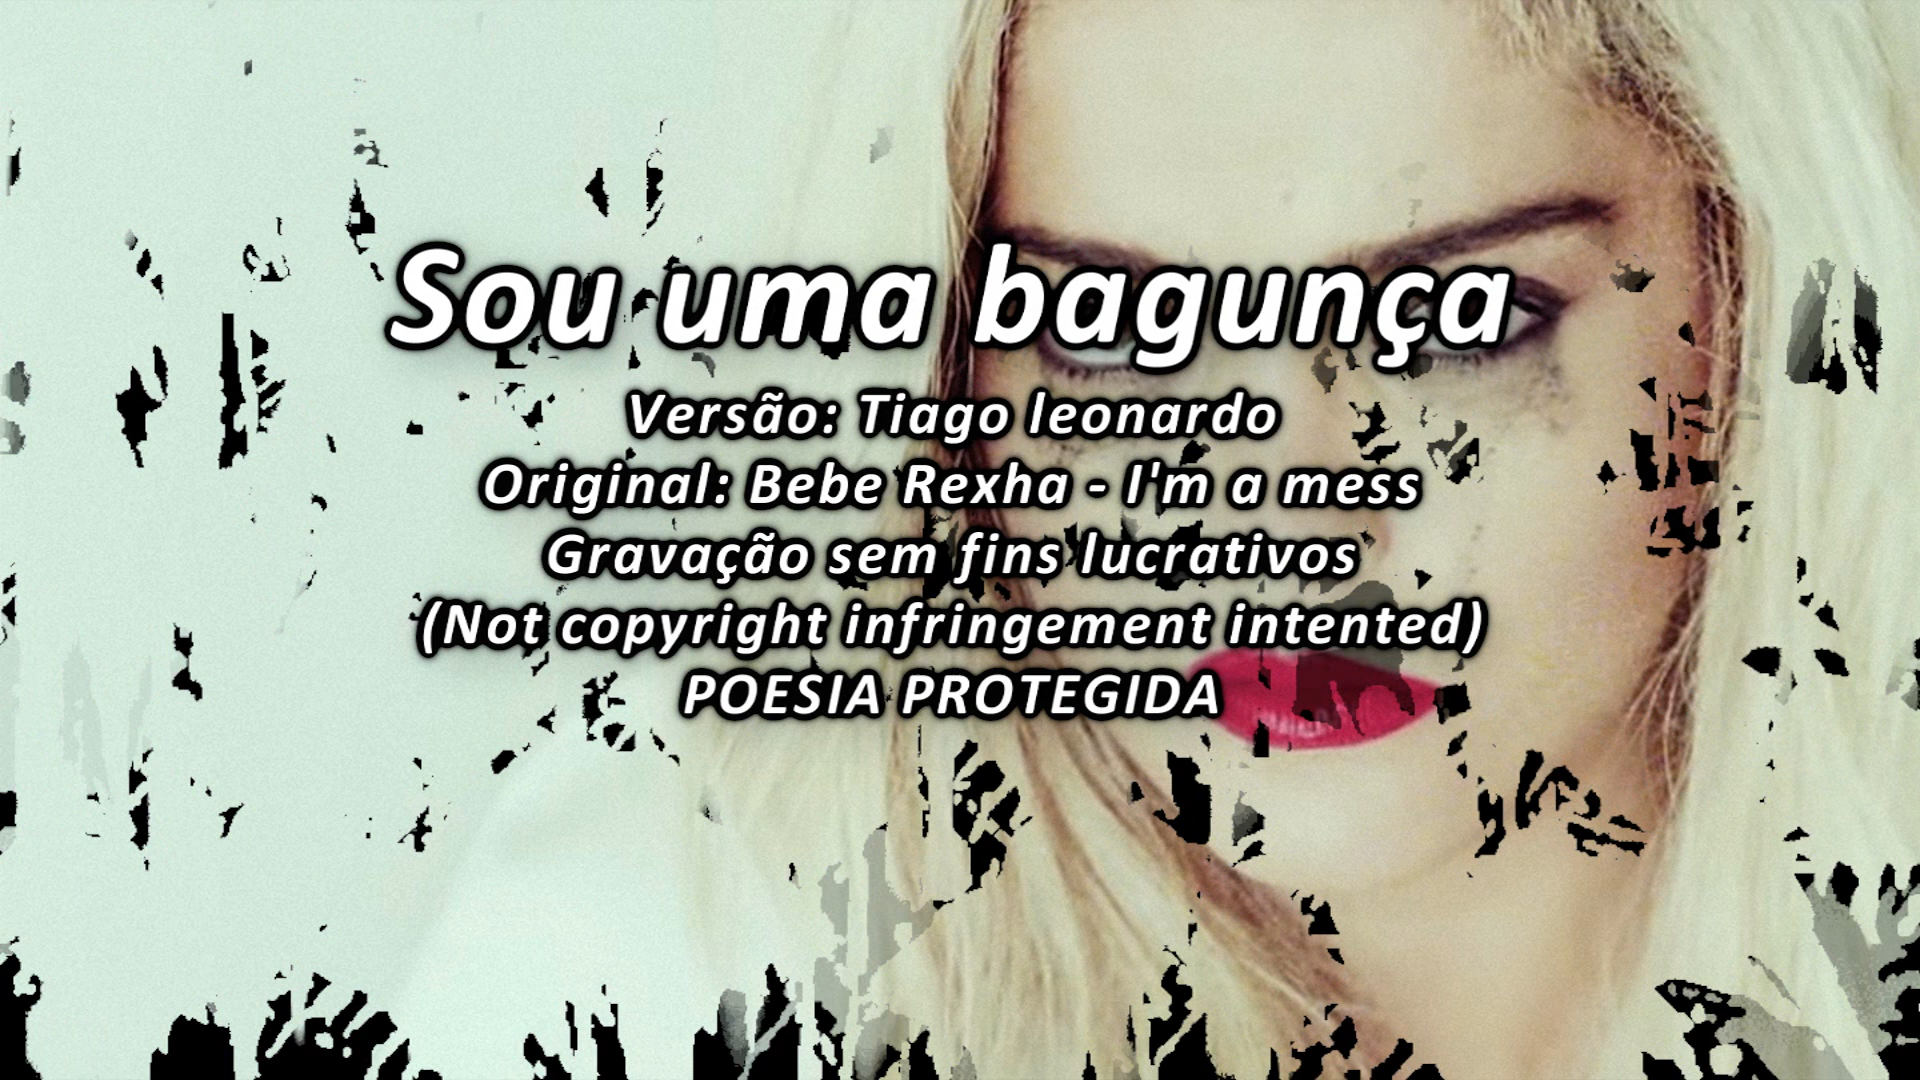 Sou uma bagunça
Versão: Tiago leonardo
Original: Bebe Rexha - I'm a mess
Gravação sem fins lucrativos
(Not copyright infringement intented)
POESIA PROTEGIDA